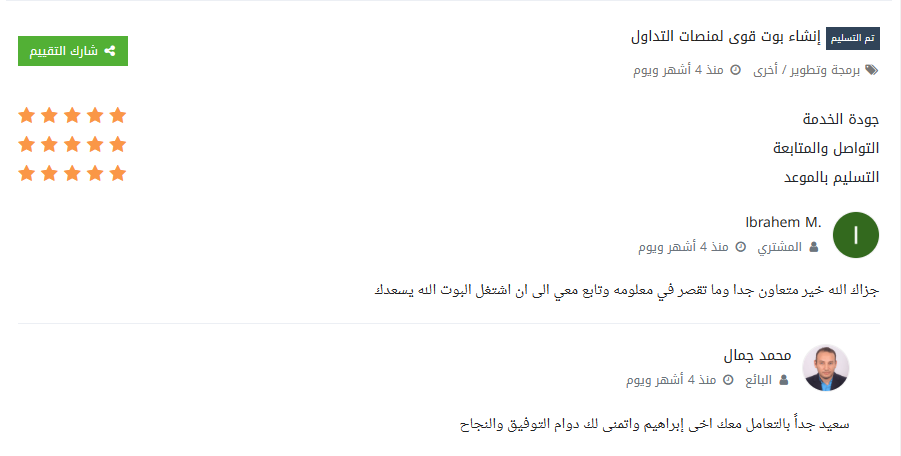 تم التسليم إنشاء بوت قوى لمنصات التداول
شارك التقييم
برمجة وتطوير / أخرى منذ 4 أشهر ويوم
جودة الخدمة
التواصل والمتابعة
التسليم بالموعد
I
Ibrahem M.
المشتري منذ 4 أشهر ويوم
جزاك الله خير متعاون جدا وما تقصر في معلومه وتابع معي الى ان اشتغل البوت الله يسعدك
محمد جمال
البائع منذ 4 أشهر ويوم
سعيد جداً بالتعامل معك اخى إبراهيم واتمنى لك دوام التوفيق والنجاح